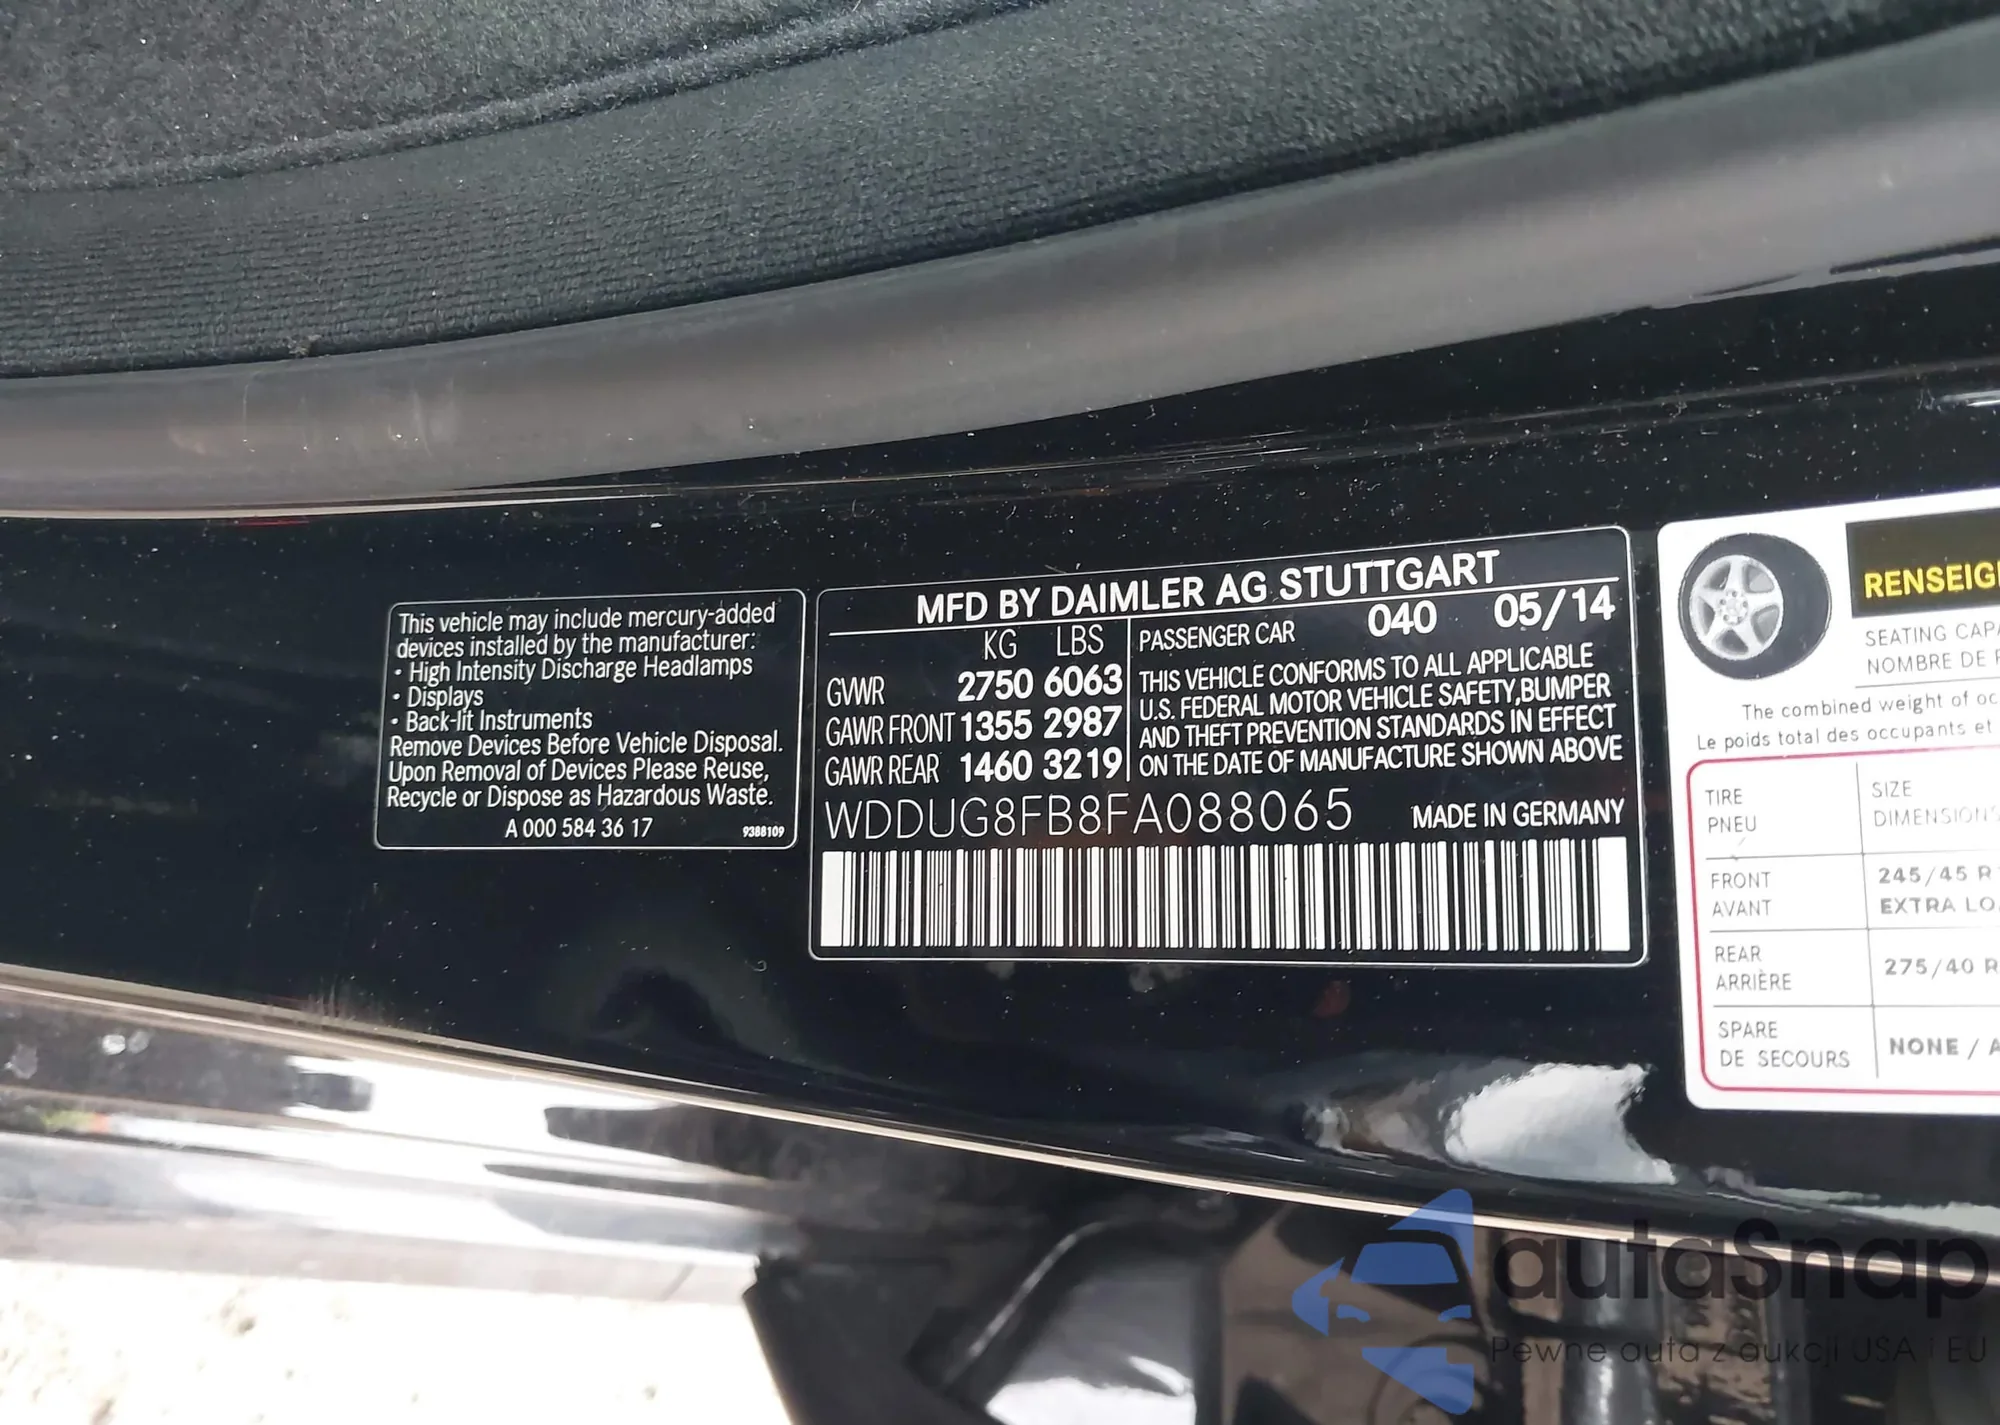 This vehicle may include mercury-added
devices installed by the manufacturer:
• High Intensity Discharge Headlamps
• Displays
• Back-lit Instruments
Remove Devices Before Vehicle Disposal.
Upon Removal of Devices Please Reuse,
Recycle or Dispose as Hazardous Waste.
A 000 584 36 17 9388109
MFD BY DAIMLER AG STUTTGART
KG LBS
GVWR 2750 6063
GAWR FRONT 1355 2987
GAWR REAR 1460 3219
PASSENGER CAR 040 05/14
THIS VEHICLE CONFORMS TO ALL APPLICABLE
U.S. FEDERAL MOTOR VEHICLE SAFETY,BUMPER
AND THEFT PREVENTION STANDARDS IN EFFECT
ON THE DATE OF MANUFACTURE SHOWN ABOVE
WDDUG8FB8FA088065 MADE IN GERMANY
SEATING
NOMBRE DE
The combined weight of
Le poids total des occupants et
TIRE SIZE
PNEU
FRONT 245/45 R
AVANT EXTRA
REAR 275/40 R
ARRIÈRE
SPARE NONE /
DE SECOURS
autaSnap
Pewne auta z aukcji USA i EU